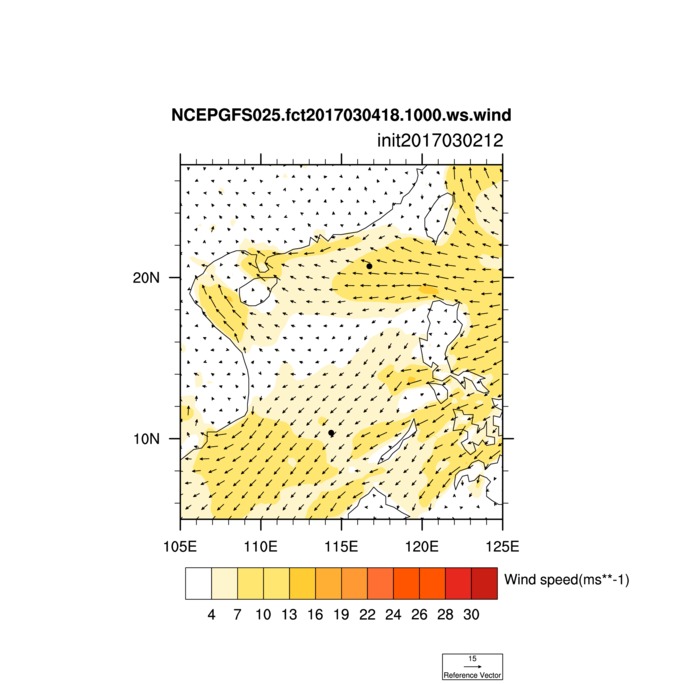 NCEPGFS025.fct2017030418.1000.ws.wind
init2017030212
20N
10N
105E 110E 115E 120E 125E
Wind speed(ms**-1)
4 7 10 13 16 19 22 24 26 28 30
15
Reference Vector